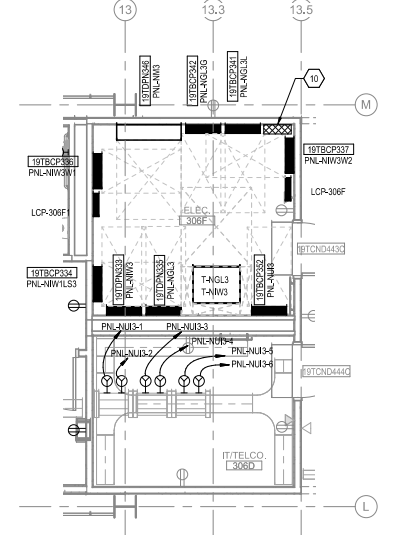 13
13.3
13.5
19TDPN346
PNL-NM3
19TBCP342
PNL-NGL3G
19TBCP341
PNL-NGL3L
10
M
19TBCP336
PNL-NIW3W1
19TBCP337
PNL-NIW3W2
LCP-306F
LCP-306F1
ELEC.
306F
19TCND443C
19TBCP334
PNL-NIW1LS3
19TDPN333
PNL-NIW3
19TDPN335
PNL-NGL3
T-NGL3
T-NIW3
19TBCP352
PNL-NUI3
PNL-NUI3-1
PNL-NUI3-3
PNL-NUI3-4
PNL-NUI3-2
PNL-NUI3-5
PNL-NUI3-6
19TCND444C
IT/TELCO.
306D
L